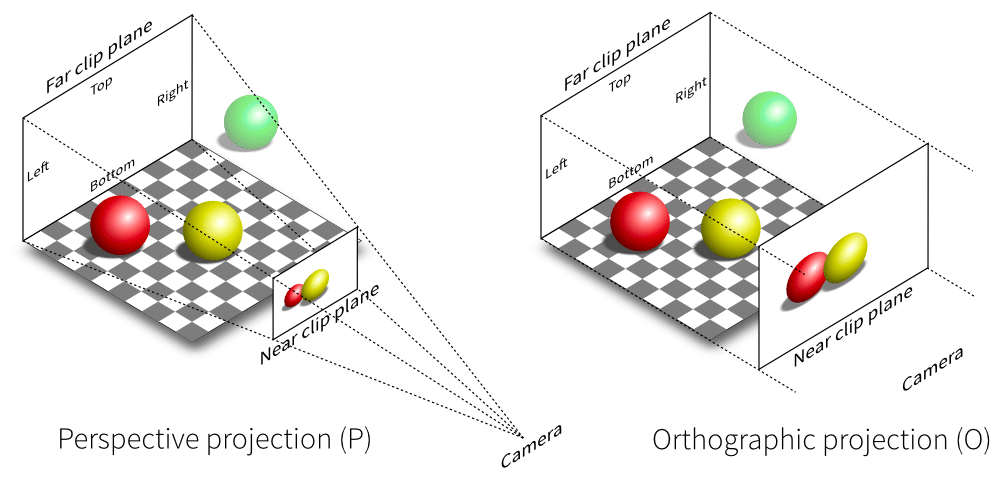 Far clip plane
Top
Right
Left
Bottom
Near clip plane
Camera
Perspective projection (P)
Far clip plane
Top
Right
Left
Bottom
Near clip plane
Camera
Orthographic projection (O)